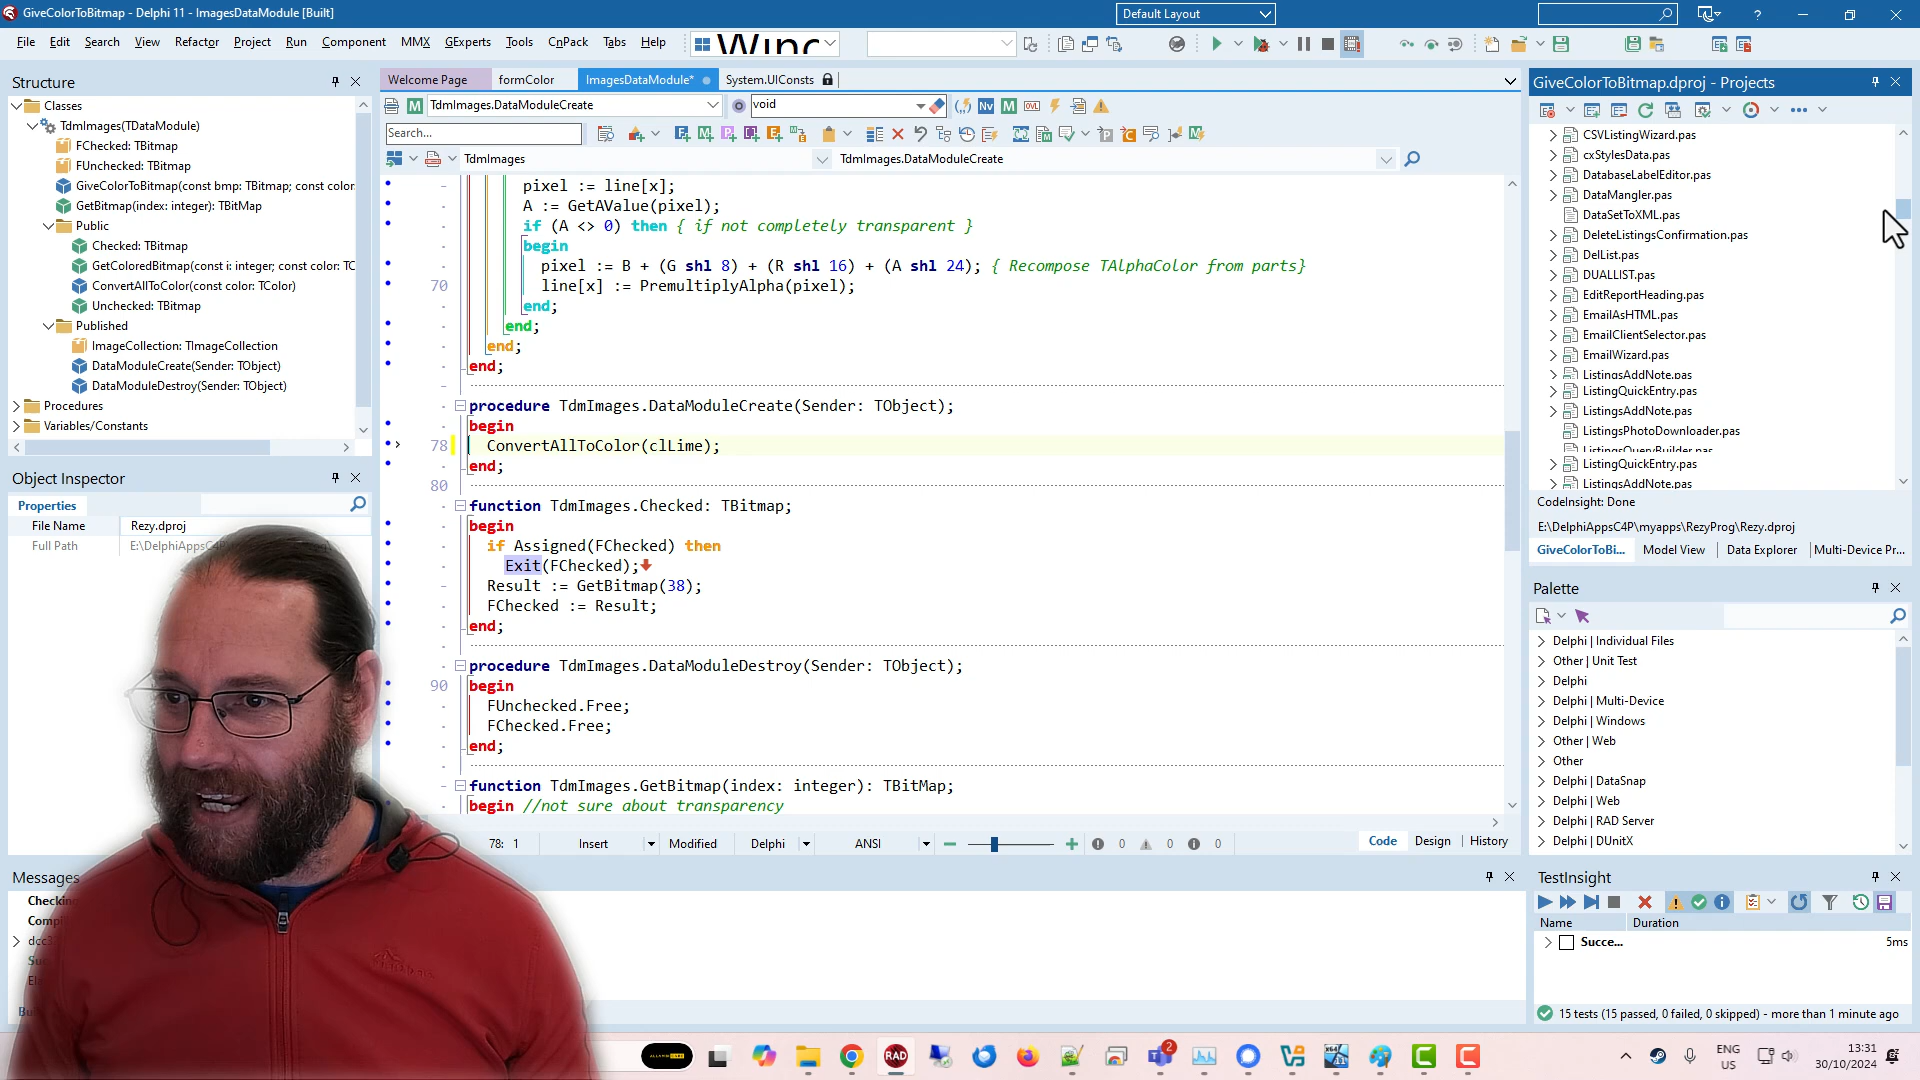 GiveColorToBitmap - Delphi 11 - ImagesDataModule [Built]
Default Layout
File Edit Search View Refactor Project Run Component MMX GExperts Tools CnPack Tabs Help
Structure
Classes
TdmImages(TDataModule)
FChecked: TBitmap
FUnchecked: TBitmap
GiveColorToBitmap(const bmp: TBitmap; const color:
GetBitmap(index: integer): TBitMap
Public
Checked: TBitmap
GetColoredBitmap(const i: integer; const color: TC
ConvertAllToColor(const color: TColor)
Unchecked: TBitmap
Published
ImageCollection: TImageCollection
DataModuleCreate(Sender: TObject)
DataModuleDestroy(Sender: TObject)
Procedures
Variables/Constants
Object Inspector
Properties
File Name Rezy.dproj
Full Path
Messages
Welcome Page formColor ImagesDataModule* System.UIConsts
TdmImages.DataModuleCreate void
Search...
TdmImages TdmImages.DataModuleCreate
pixel := line[x];
A := GetAValue(pixel);
if (A <> 0) then { if not completely transparent }
begin
pixel := B + (G shl 8) + (R shl 16) + (A shl 24); { Recompose TAlphaColor from parts}
70 line[x] := PremultiplyAlpha(pixel);
end;
end;
end;
end;
procedure TdmImages.DataModuleCreate(Sender: TObject);
begin
78 ConvertAllToColor(clLime);
end;
80
function TdmImages.Checked: TBitmap;
begin
if Assigned(FChecked) then
Exit(FChecked);
Result := GetBitmap(38);
FChecked := Result;
end;
procedure TdmImages.DataModuleDestroy(Sender: TObject);
90 begin
FUnchecked.Free;
FChecked.Free;
end;
function TdmImages.GetBitmap(index: integer): TBitMap;
begin //not sure about transparency
78: 1 Insert Modified Delphi ANSI 0 0 0 Code Design History
GiveColorToBitmap.dproj - Projects
CSVListingWizard.pas
cxStylesData.pas
DatabaseLabelEditor.pas
DataMangler.pas
DataSetToXML.pas
DeleteListingsConfirmation.pas
DelList.pas
DUALLIST.pas
EditReportHeading.pas
EmailAsHTML.pas
EmailClientSelector.pas
EmailWizard.pas
ListingsAddNote.pas
ListingQuickEntry.pas
ListingsAddNote.pas
ListingsPhotoDownloader.pas
ListingsQueryBuilder.pas
ListingQuickEntry.pas
ListingsAddNote.pas
CodeInsight: Done
E:\DelphiAppsC4P\myapps\RezyProg\Rezy.dproj
GiveColorToBi... Model View Data Explorer Multi-Device Pr...
Palette
Delphi | Individual Files
Other | Unit Test
Delphi
Delphi | Multi-Device
Delphi | Windows
Other | Web
Other
Delphi | DataSnap
Delphi | Web
Delphi | RAD Server
Delphi | DUnitX
TestInsight
Name Duration
Succe... 5ms
15 tests (15 passed, 0 failed, 0 skipped) - more than 1 minute ago
RAD
2
ENG
US
13:31
30/10/2024